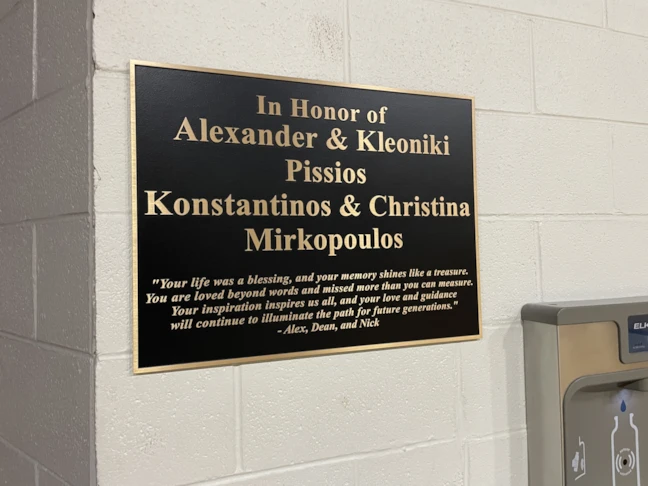 In Honor of
Alexander & Kleoniki
Pissios
Konstantinos & Christina
Mirkopoulos
"Your life was a blessing, and your memory shines like a treasure.
You are loved beyond words and missed more than you can measure.
Your inspiration inspires us all, and your love and guidance
will continue to illuminate the path for future generations."
- Alex, Dean, and Nick